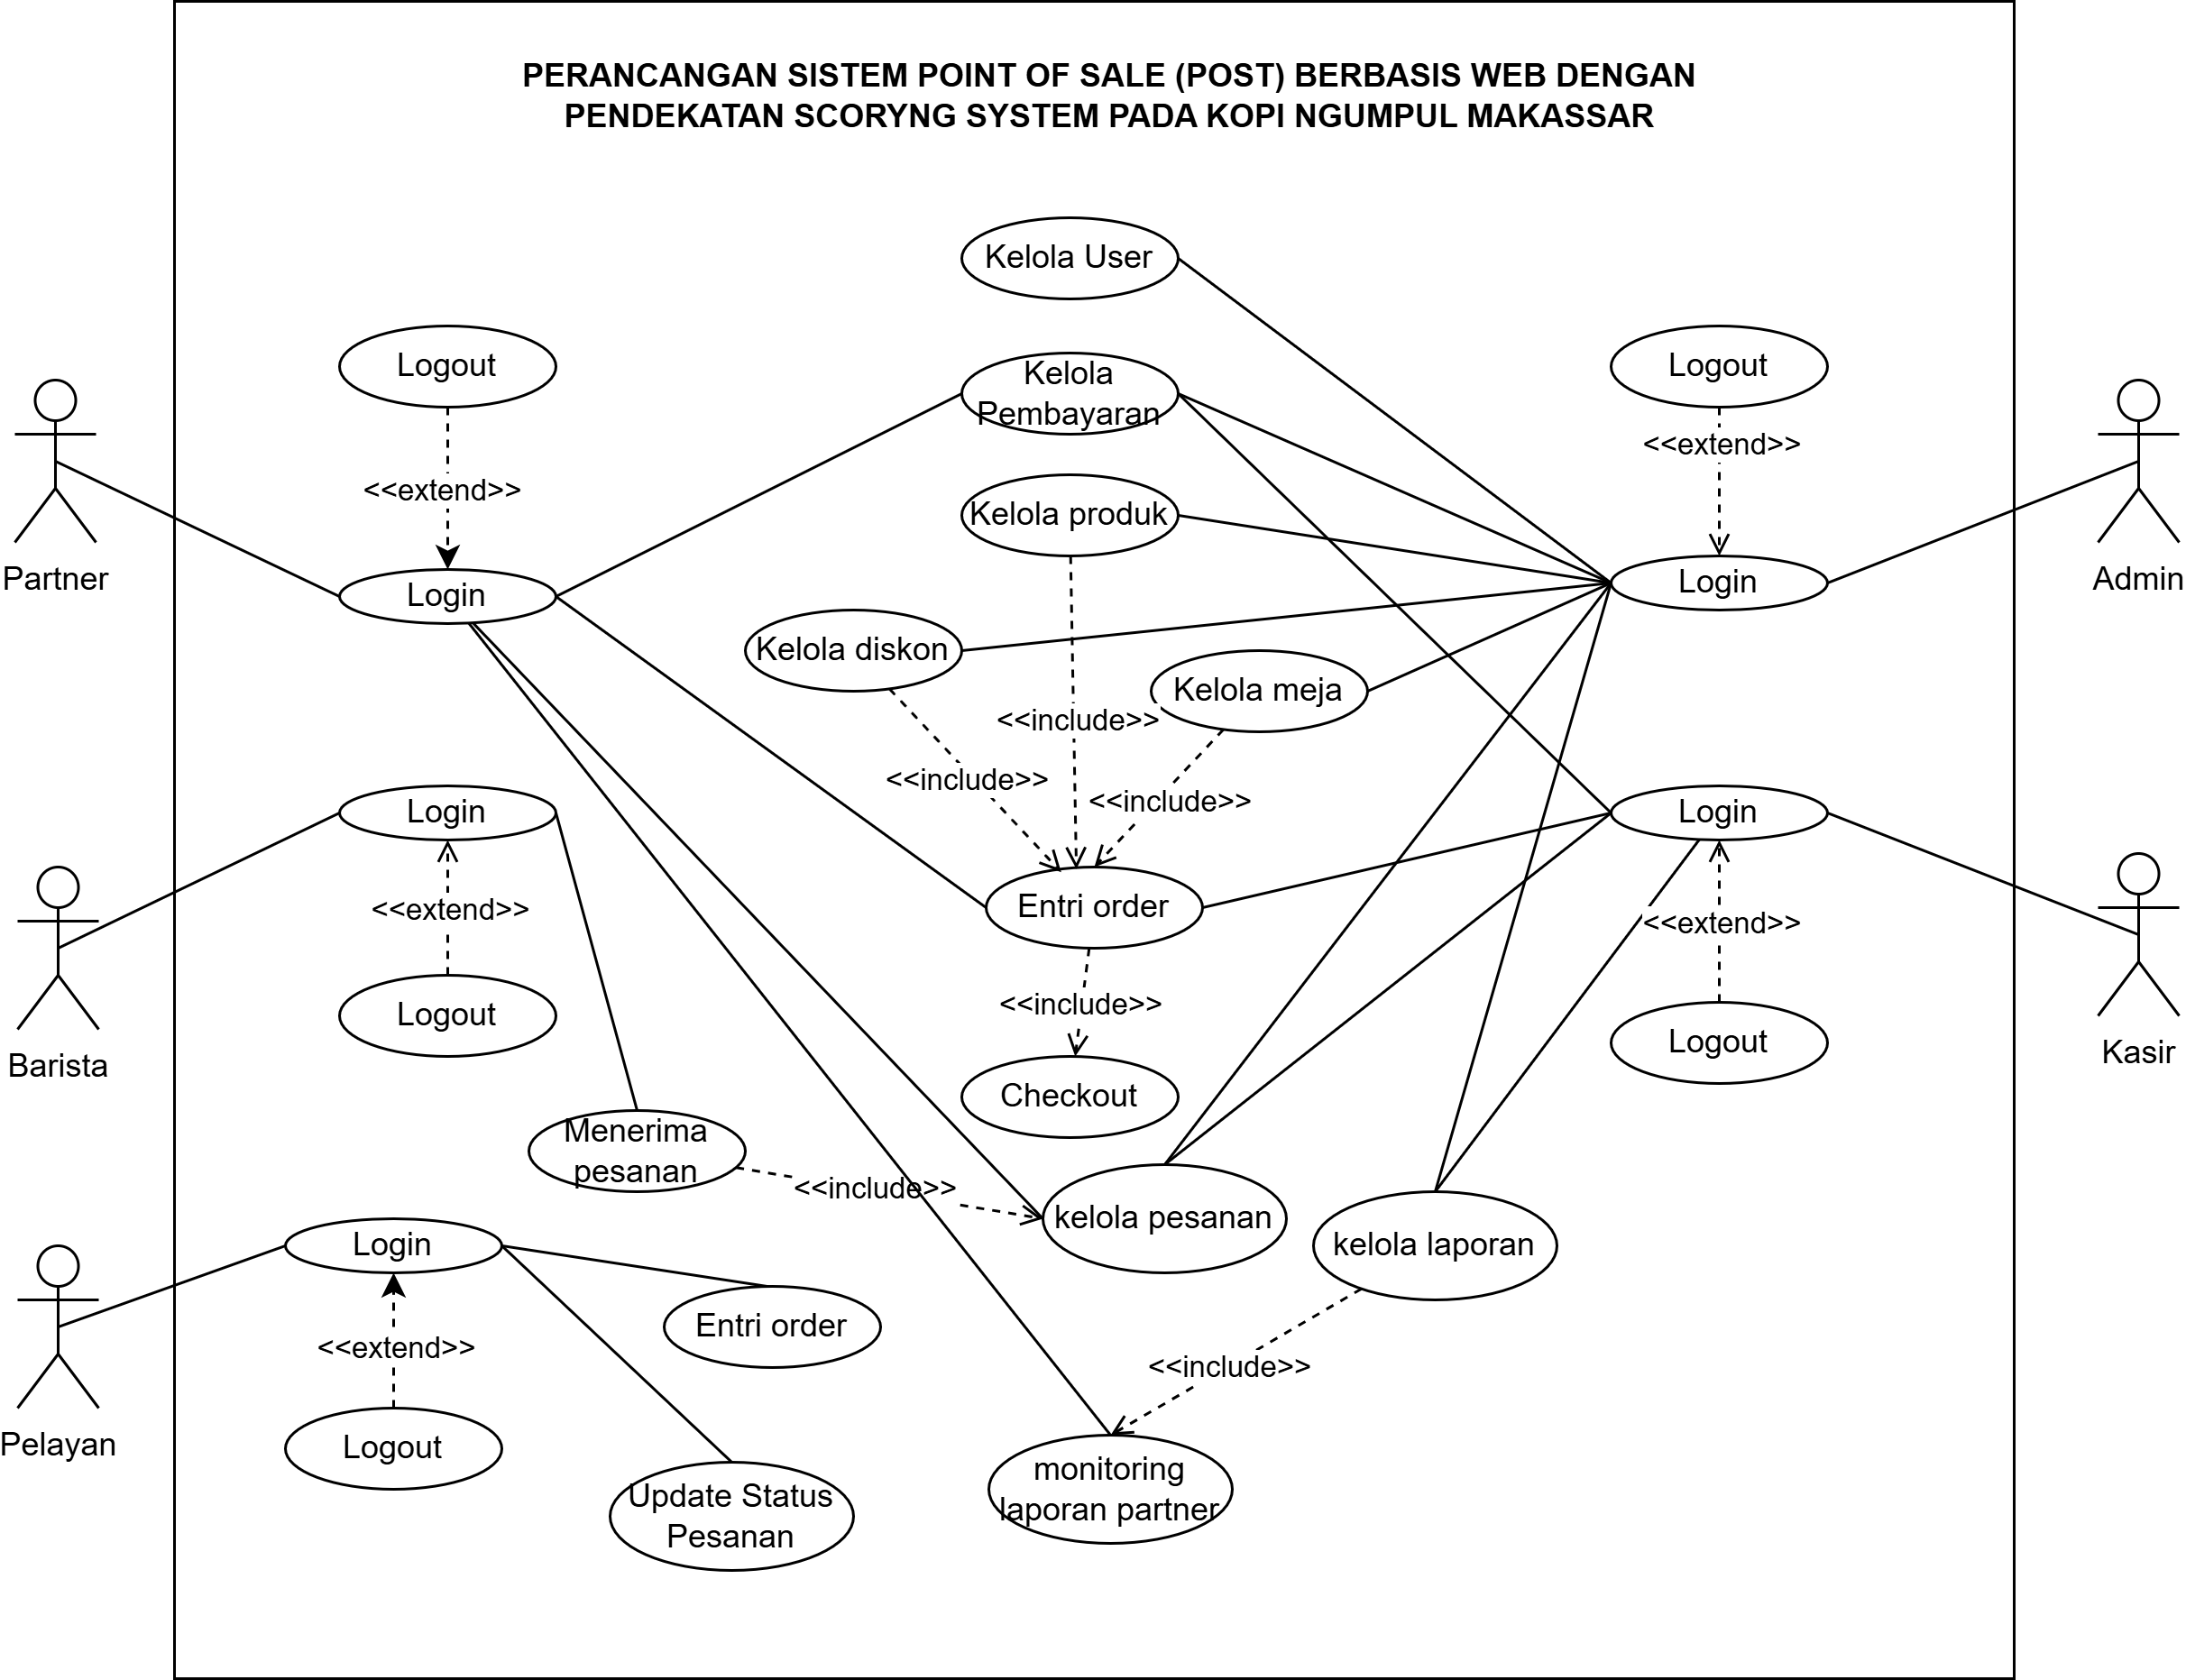 PERANCANGAN SISTEM POINT OF SALE (POST) BERBASIS WEB DENGAN
PENDEKATAN SCORYNG SYSTEM PADA KOPI NGUMPUL MAKASSAR
Kelola User
Logout
Kelola
Pembayaran
Logout
<<extend>>
<<extend>>
Kelola produk
Partner
Login
Login
Admin
Kelola diskon
Kelola meja
<<include>>
<<include>>
<<include>>
Login
Login
<<extend>>
Entri order
<<extend>>
Logout
<<include>>
Logout
Barista
Checkout
Kasir
Menerima
pesanan
<<include>>
kelola pesanan
Login
kelola laporan
Entri order
<<extend>>
<<include>>
Pelayan
Logout
monitoring
laporan partner
Update Status
Pesanan